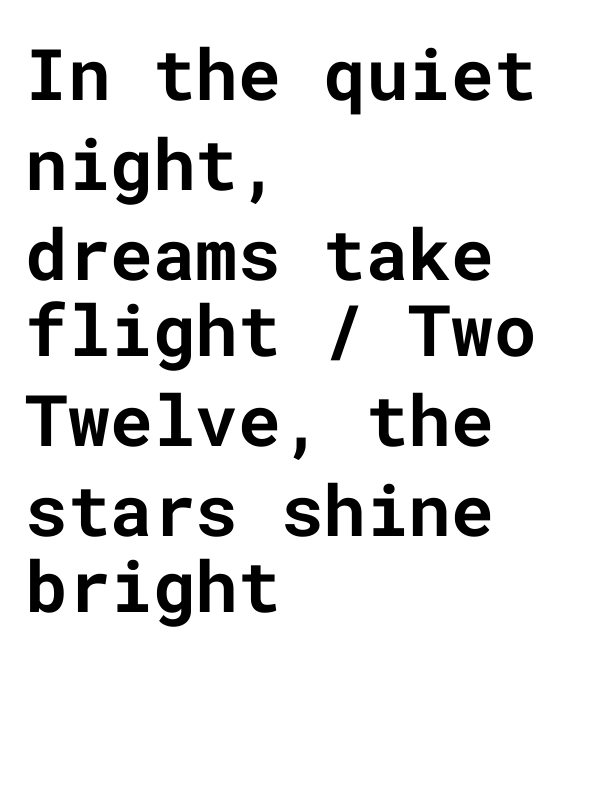 In the quiet
night,
dreams take
flight / Two
Twelve, the
stars shine
bright